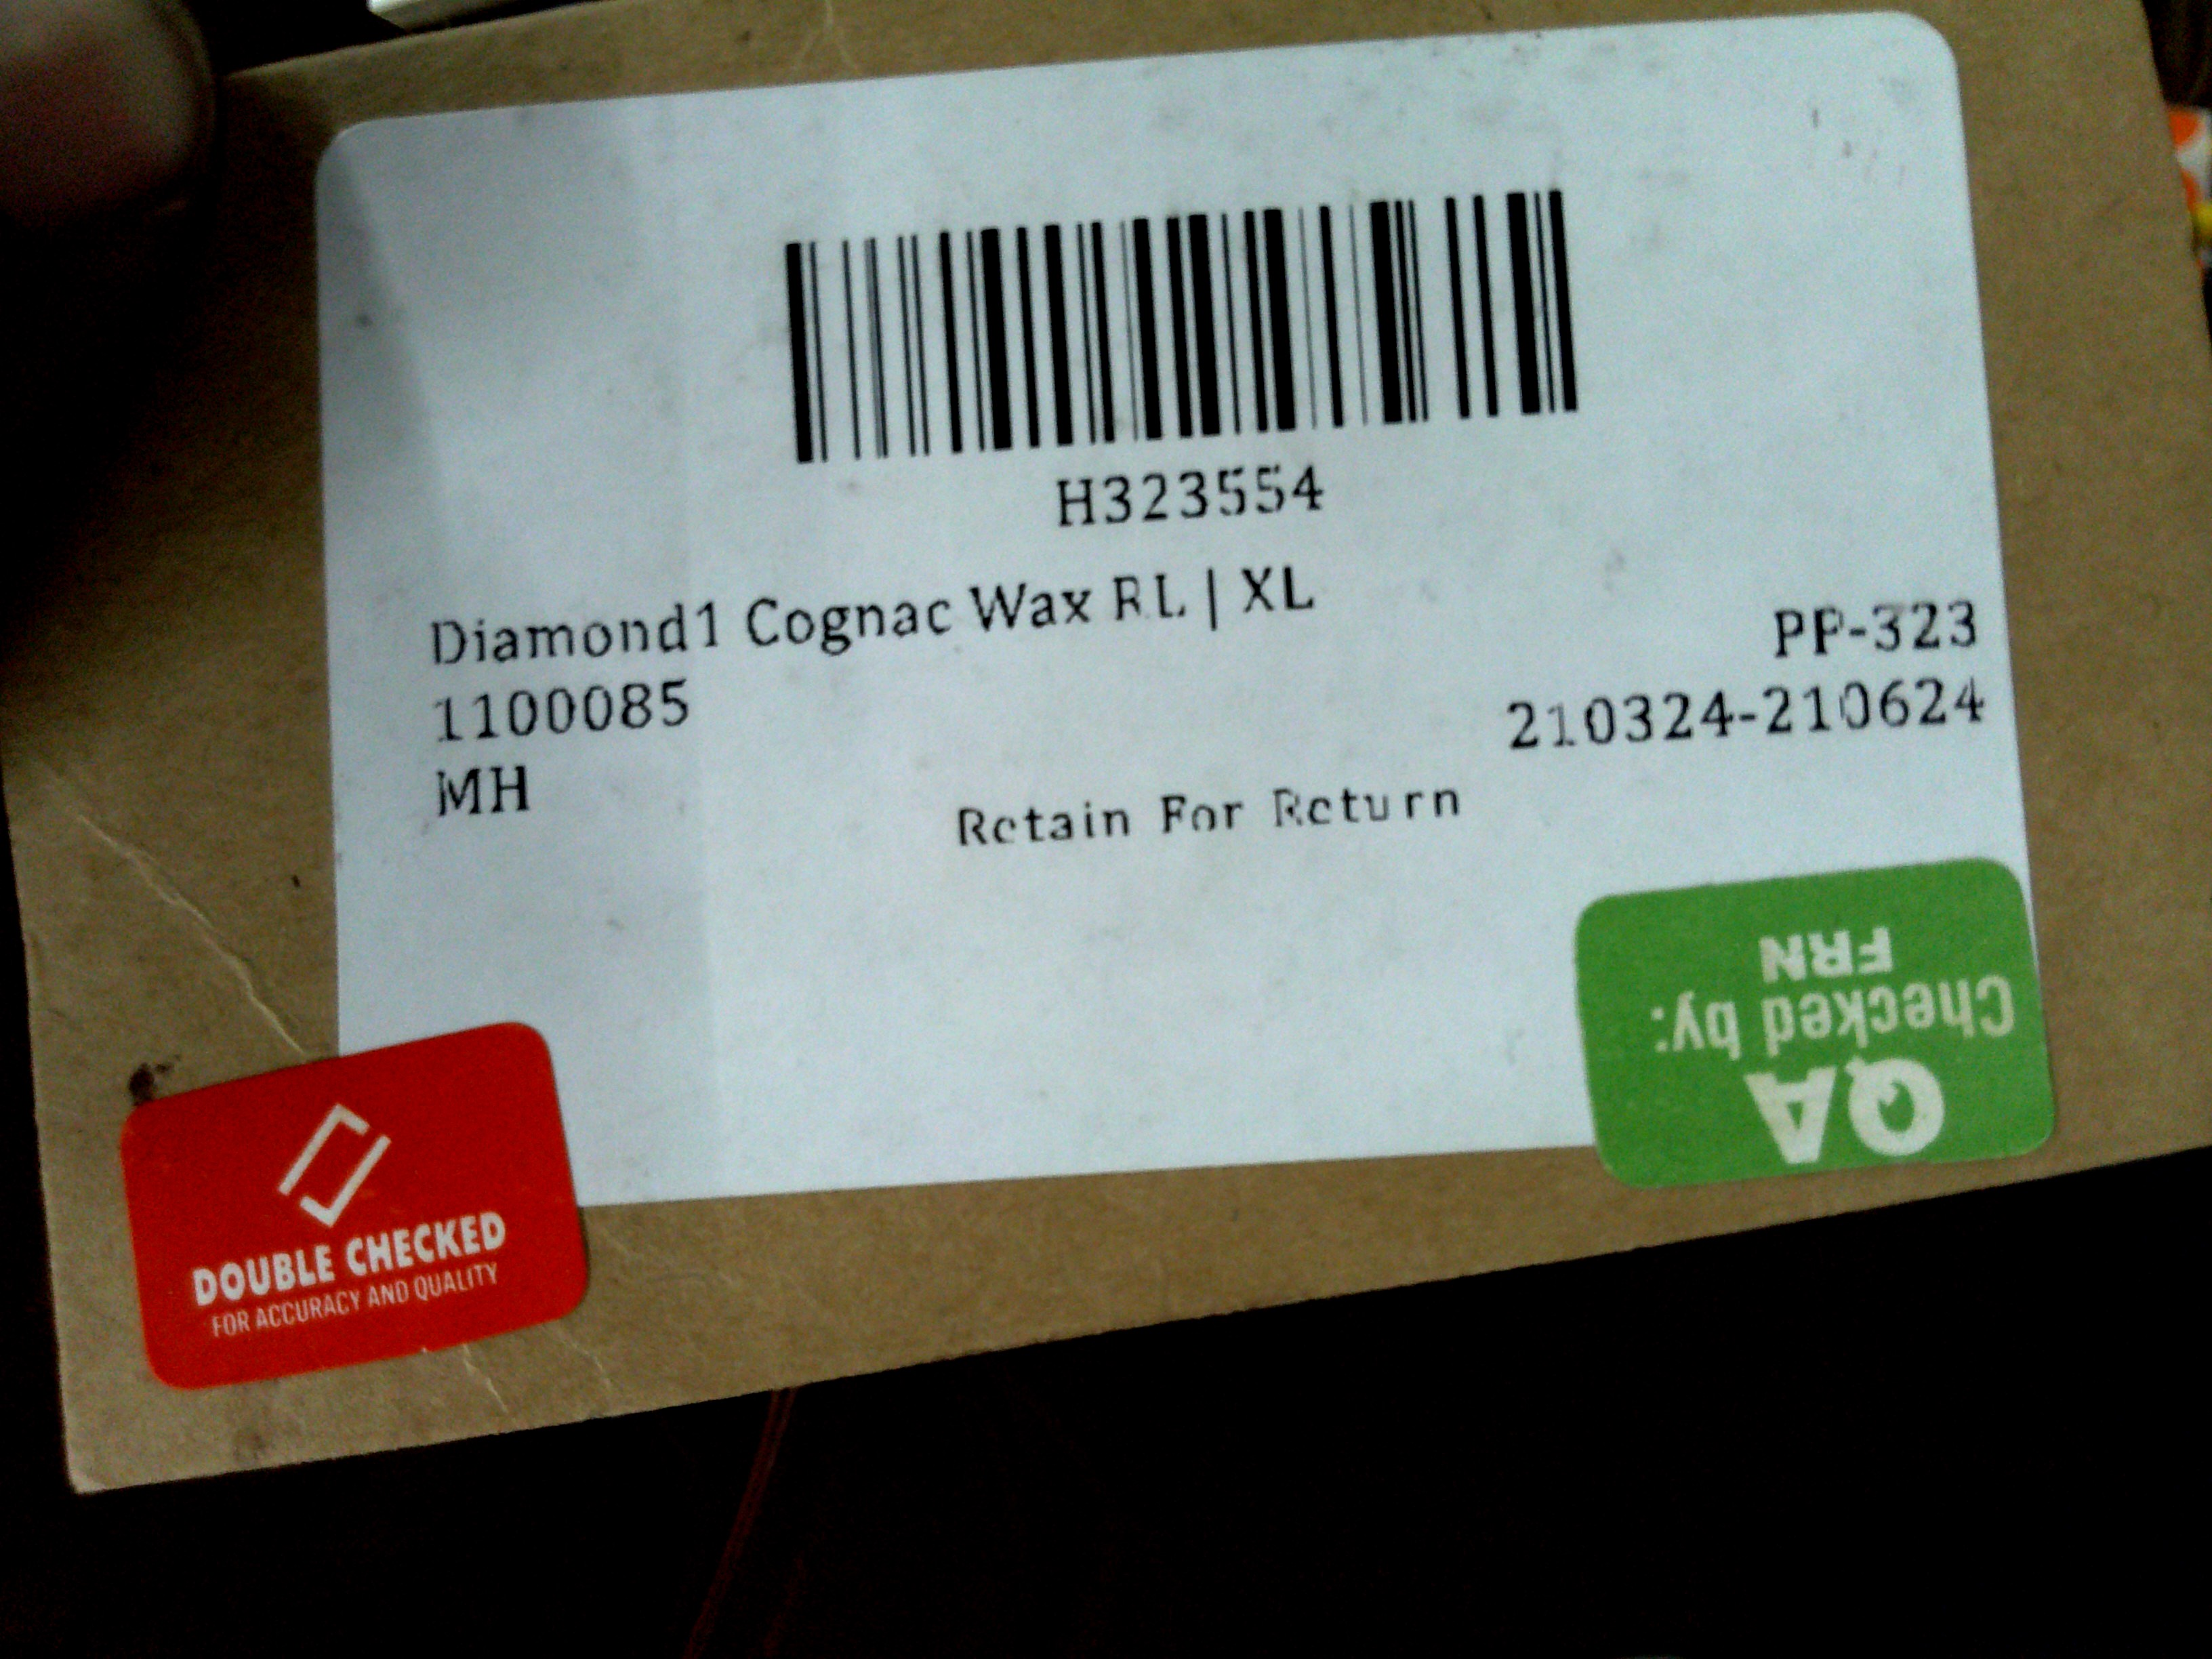 H323554
Diamond1 Cognac Wax RL | XL
PP-323
1100085
210324-210624
MH
Retain For Return
FRN
Checked by:
QA
DOUBLE CHECKED
FOR ACCURACY AND QUALITY